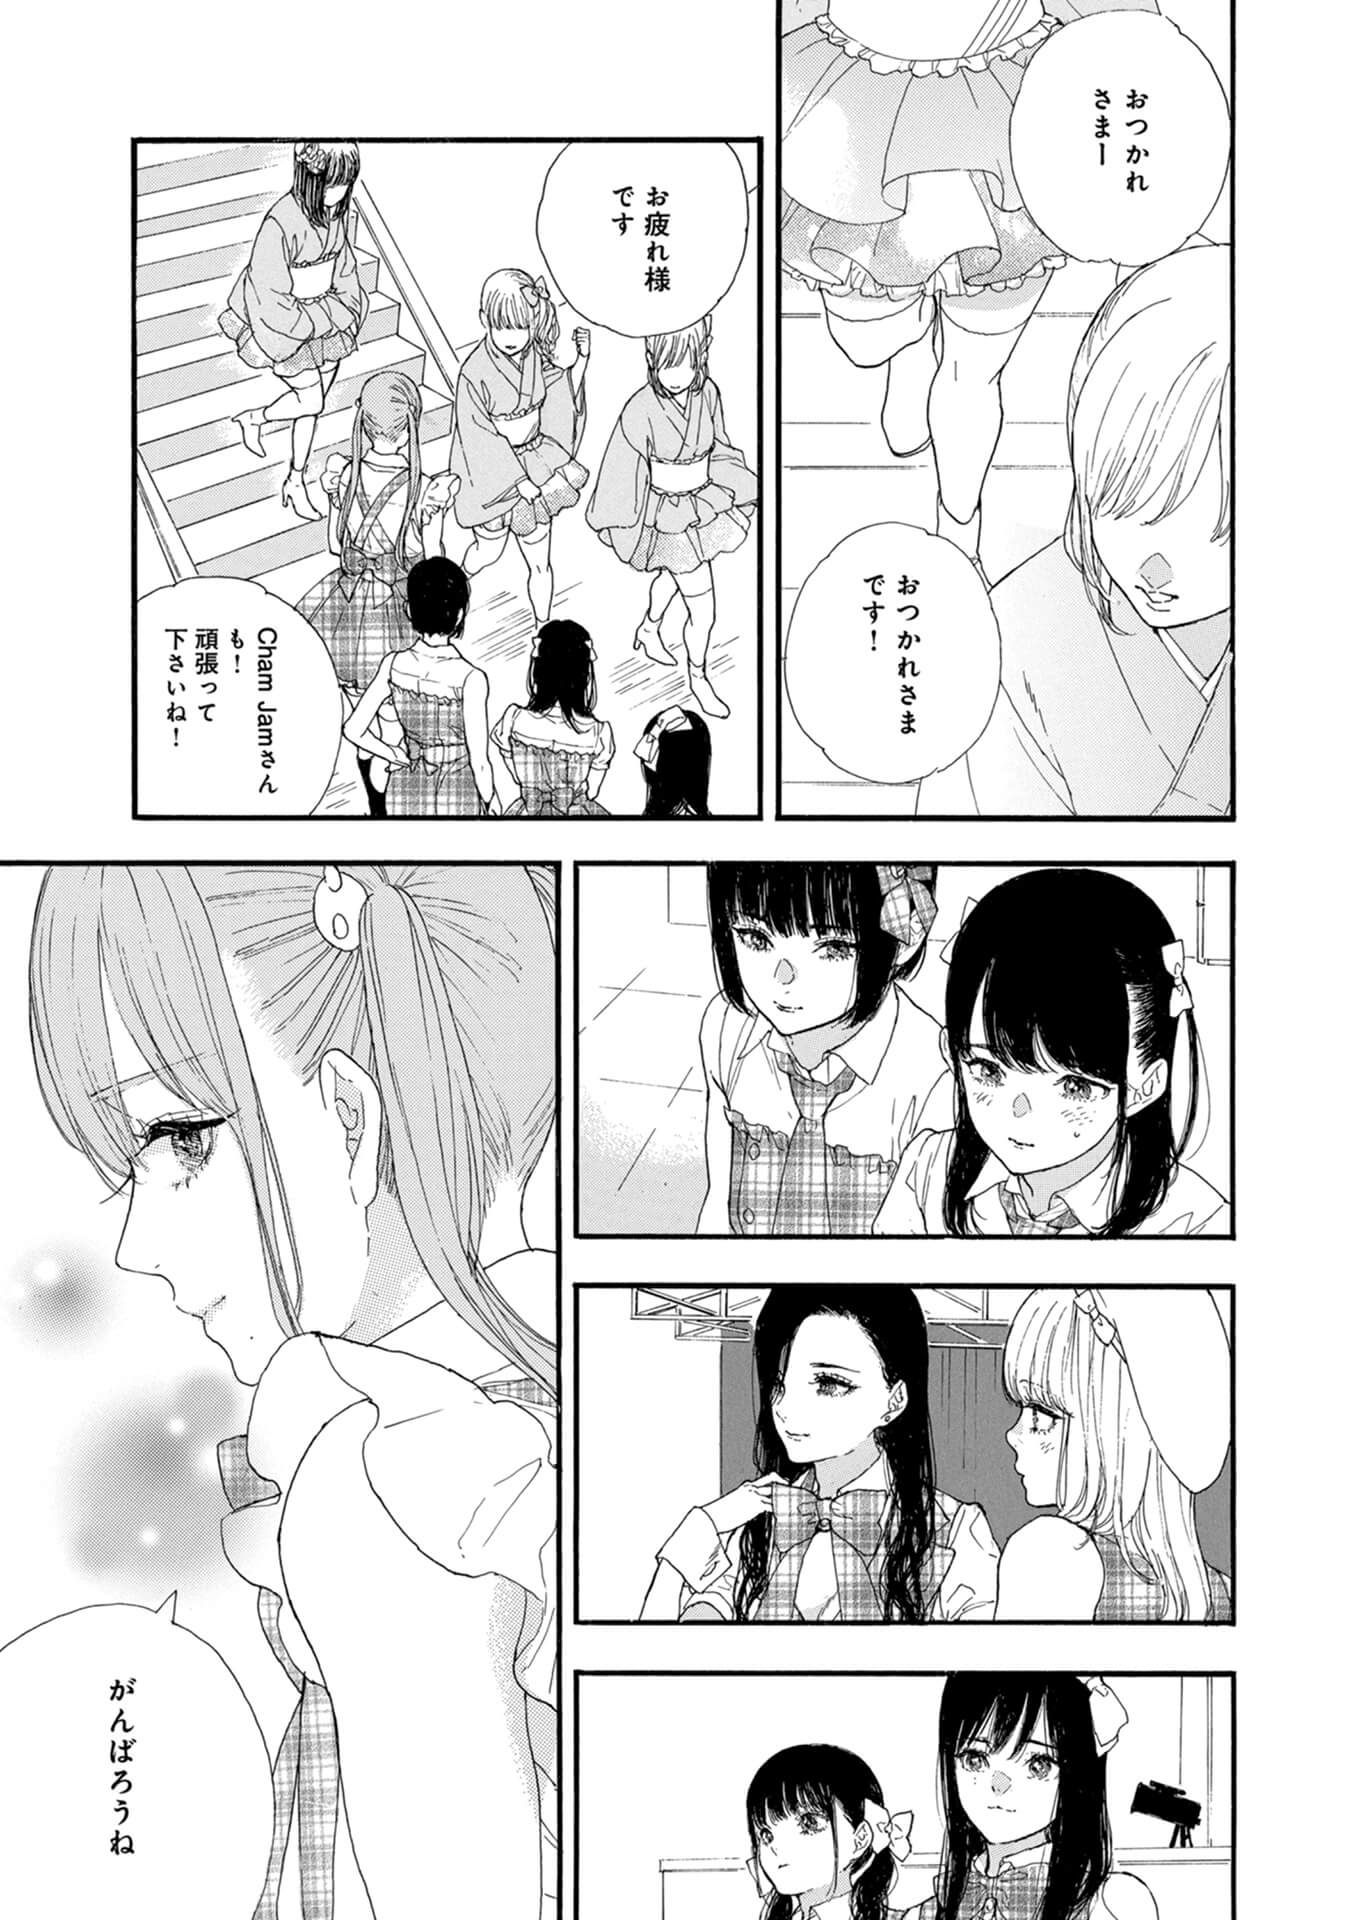 おつかれ
さまー
おつかれさま
です！
お疲れ様
です
Cham Jamさん
も！
頑張って
下さいね！
がんばろうね